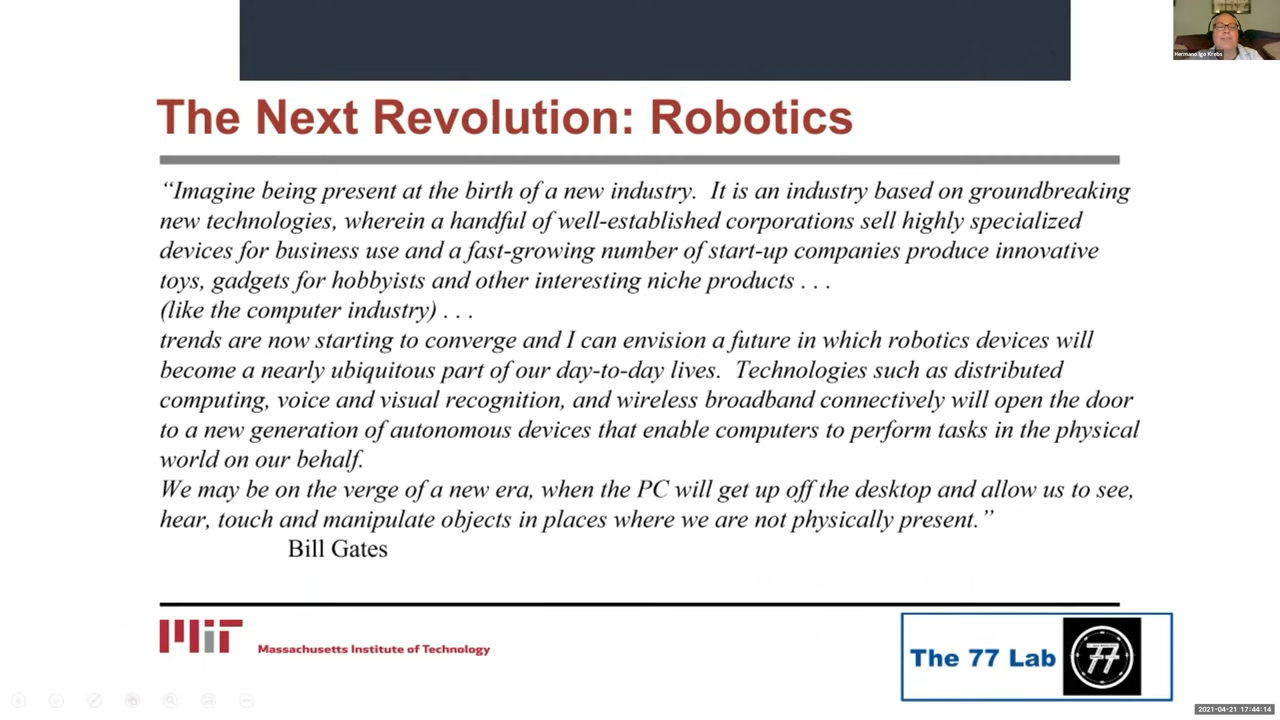 Hermano Igo Krebs
The Next Revolution: Robotics
“Imagine being present at the birth of a new industry. It is an industry based on groundbreaking
new technologies, wherein a handful of well-established corporations sell highly specialized
devices for business use and a fast-growing number of start-up companies produce innovative
toys, gadgets for hobbyists and other interesting niche products . . .
(like the computer industry) . . .
trends are now starting to converge and I can envision a future in which robotics devices will
become a nearly ubiquitous part of our day-to-day lives. Technologies such as distributed
computing, voice and visual recognition, and wireless broadband connectively will open the door
to a new generation of autonomous devices that enable computers to perform tasks in the physical
world on our behalf.
We may be on the verge of a new era, when the PC will get up off the desktop and allow us to see,
hear, touch and manipulate objects in places where we are not physically present.”
Bill Gates
MIT
Massachusetts Institute of Technology
The 77 Lab
77
2021-04-21 17:44:14